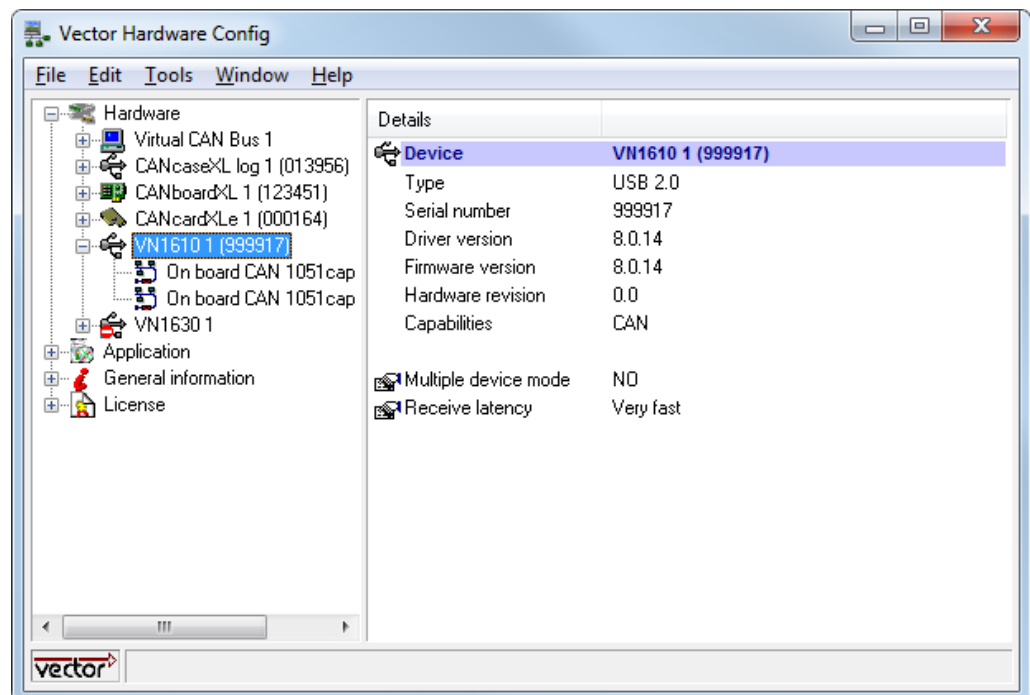 Vector Hardware Config
File Edit Tools Window Help
Hardware
Virtual CAN Bus 1
CANcaseXL log 1 (013956)
CANboardXL 1 (123451)
CANcardXLe 1 (000164)
VN1610 1 (999917)
On board CAN 1051cap
On board CAN 1051cap
VN1630 1
Application
General information
License
Details
Device VN1610 1 (999917)
Type USB 2.0
Serial number 999917
Driver version 8.0.14
Firmware version 8.0.14
Hardware revision 0.0
Capabilities CAN
Multiple device mode NO
Receive latency Very fast
vector